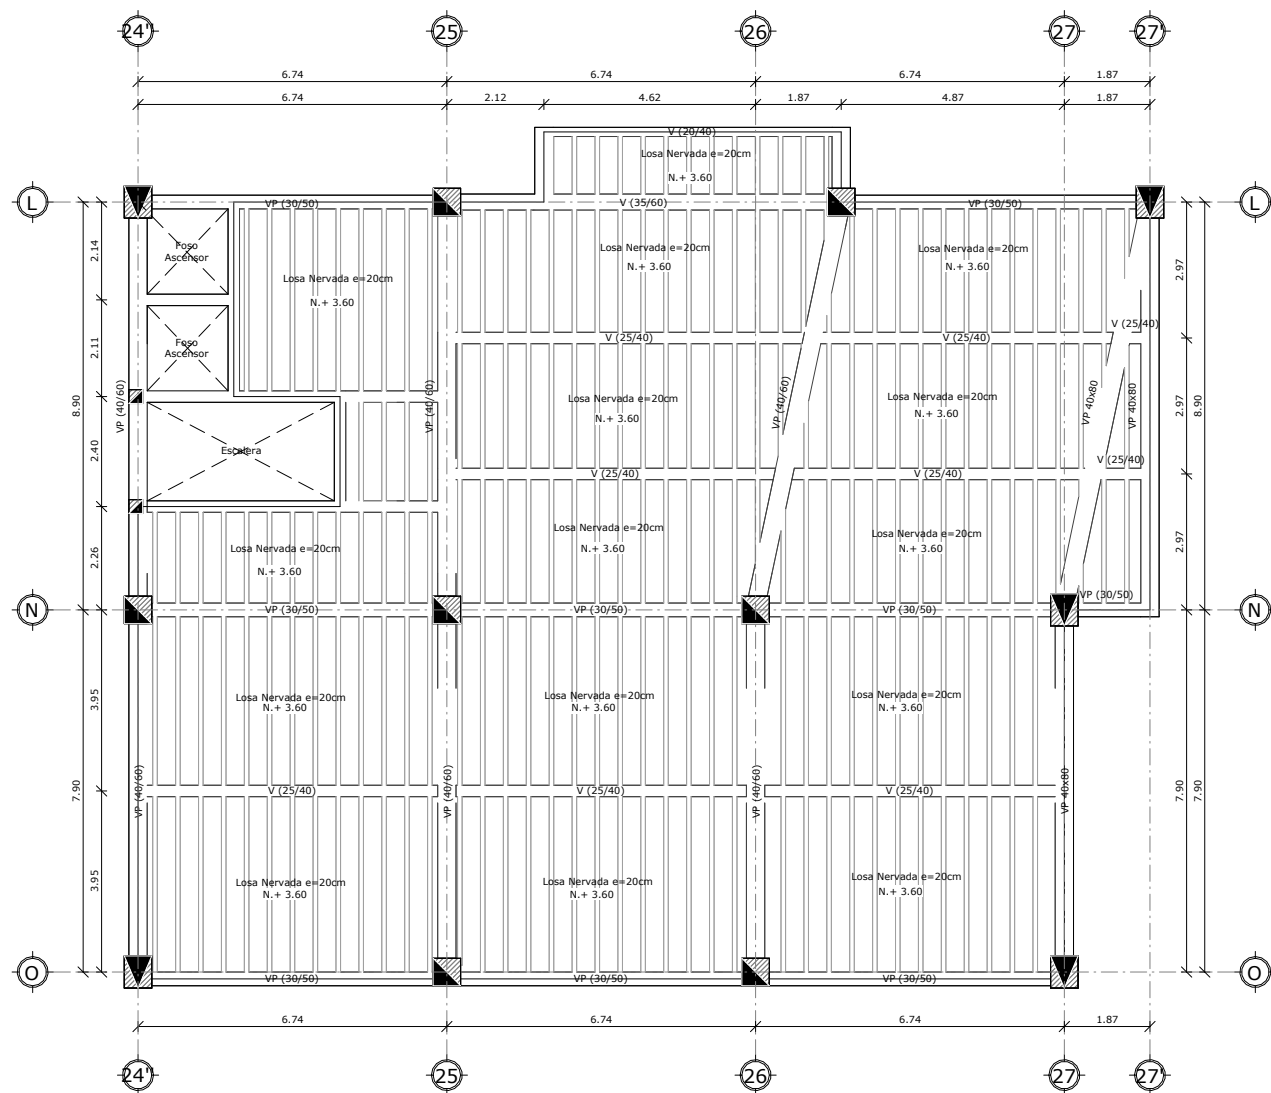 24'' 25 26 27 27'
6.74 6.74 6.74 1.87
6.74 2.12 4.62 1.87 4.87 1.87
V (20/40)
Losa Nervada e=20cm
N.+ 3.60
L VP (30/50) V (35/60) VP (30/50) L
Foso
Ascensor
2.14
Losa Nervada e=20cm
N.+ 3.60
Losa Nervada e=20cm
N.+ 3.60
Losa Nervada e=20cm
N.+ 3.60
2.97
V (25/40)
V (25/40) V (25/40)
Foso
Ascensor
2.11
8.90
VP (40/60)
VP (40/60)
VP (40/60)
VP 40x80
VP 40x80
2.97
8.90
Losa Nervada e=20cm
N.+ 3.60
Losa Nervada e=20cm
N.+ 3.60
2.40
Escalera
V (25/40)
V (25/40) V (25/40)
Losa Nervada e=20cm
N.+ 3.60
Losa Nervada e=20cm
N.+ 3.60
Losa Nervada e=20cm
N.+ 3.60
2.26
2.97
VP (30/50)
N VP (30/50) VP (30/50) VP (30/50) N
3.95
Losa Nervada e=20cm
N.+ 3.60
Losa Nervada e=20cm
N.+ 3.60
Losa Nervada e=20cm
N.+ 3.60
7.90
VP (40/60)
VP (40/60)
VP (40/60)
VP 40x80
7.90
7.90
V (25/40) V (25/40) V (25/40)
3.95
Losa Nervada e=20cm
N.+ 3.60
Losa Nervada e=20cm
N.+ 3.60
Losa Nervada e=20cm
N.+ 3.60
O VP (30/50) VP (30/50) VP (30/50) O
6.74 6.74 6.74 1.87
24'' 25 26 27 27'